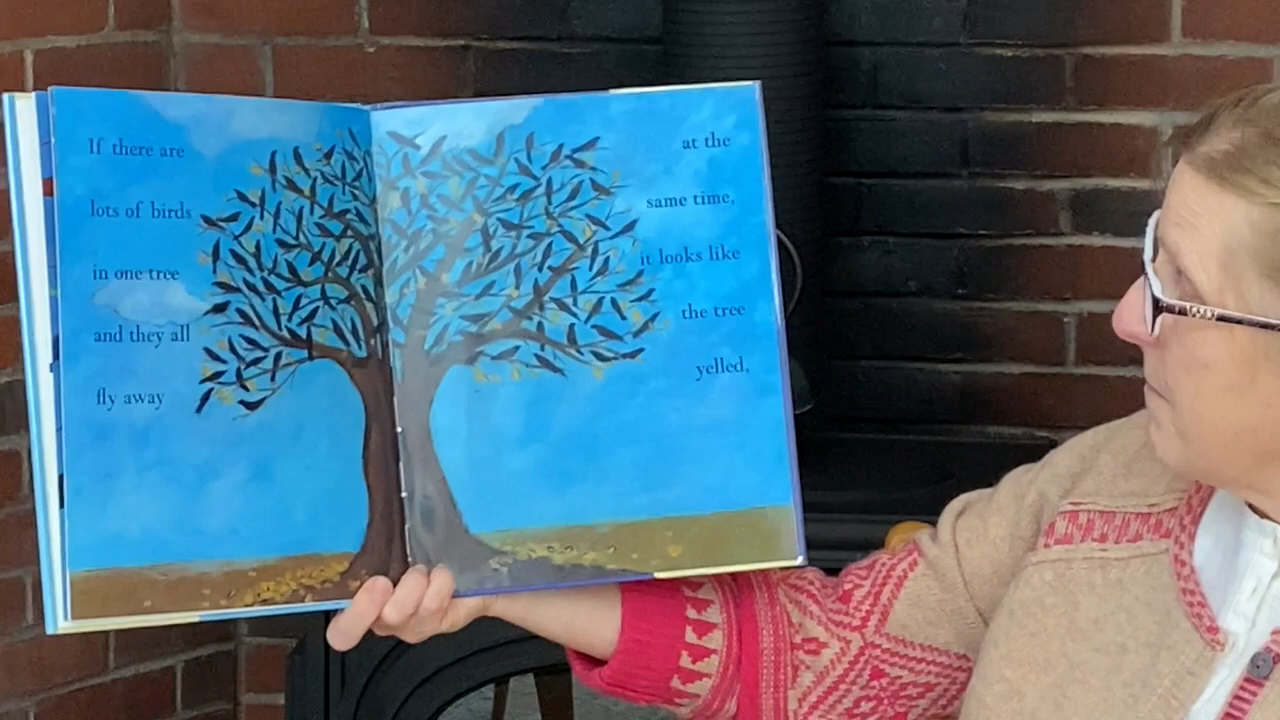 If there are
lots of birds
in one tree
and they all
fly away
at the
same time,
it looks like
the tree
yelled,